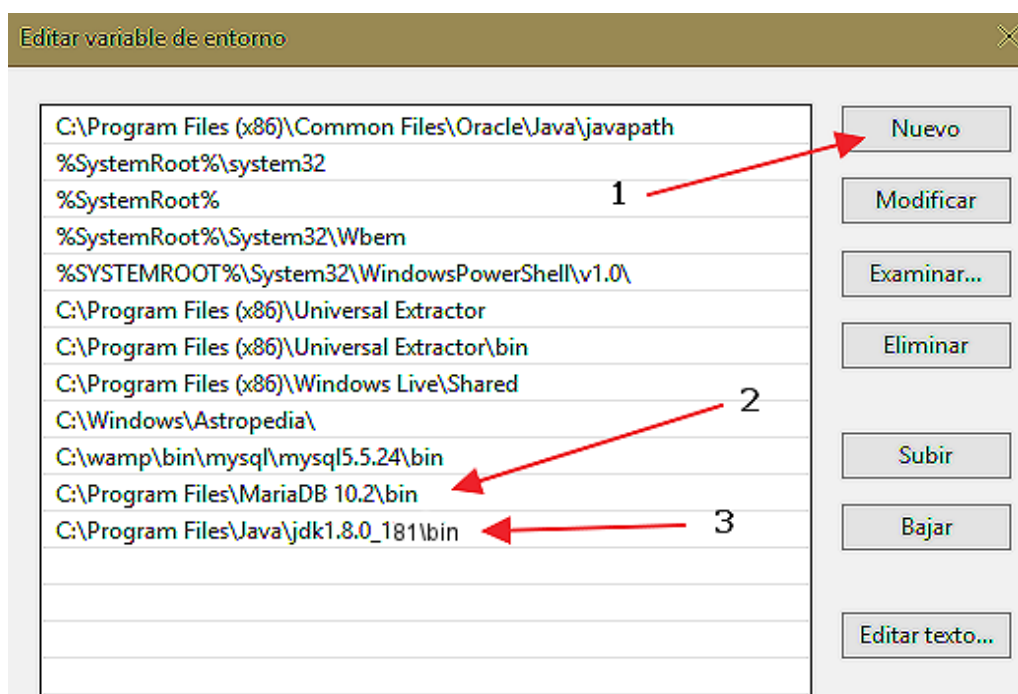 Editar variable de entorno
C:\Program Files (x86)\Common Files\Oracle\Java\javapath
Nuevo
%SystemRoot%\system32
1
%SystemRoot%
Modificar
%SystemRoot%\System32\Wbem
%SYSTEMROOT%\System32\WindowsPowerShell\v1.0\
Examinar...
C:\Program Files (x86)\Universal Extractor
C:\Program Files (x86)\Universal Extractor\bin
Eliminar
C:\Program Files (x86)\Windows Live\Shared
2
C:\Windows\Astropedia\
C:\wamp\bin\mysql\mysql5.5.24\bin
Subir
C:\Program Files\MariaDB 10.2\bin
C:\Program Files\Java\jdk1.8.0_181\bin
3
Bajar
Editar texto...